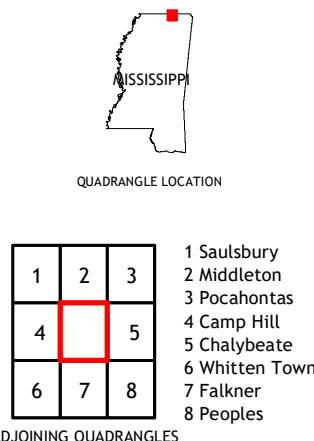 MISSISSIPPI
QUADRANGLE LOCATION
1 2 3
4 5
6 7 8
1 Saulsbury
2 Middleton
3 Pocahontas
4 Camp Hill
5 Chalybeate
6 Whitten Town
7 Falkner
8 Peoples
ADJOINING QUADRANGLES